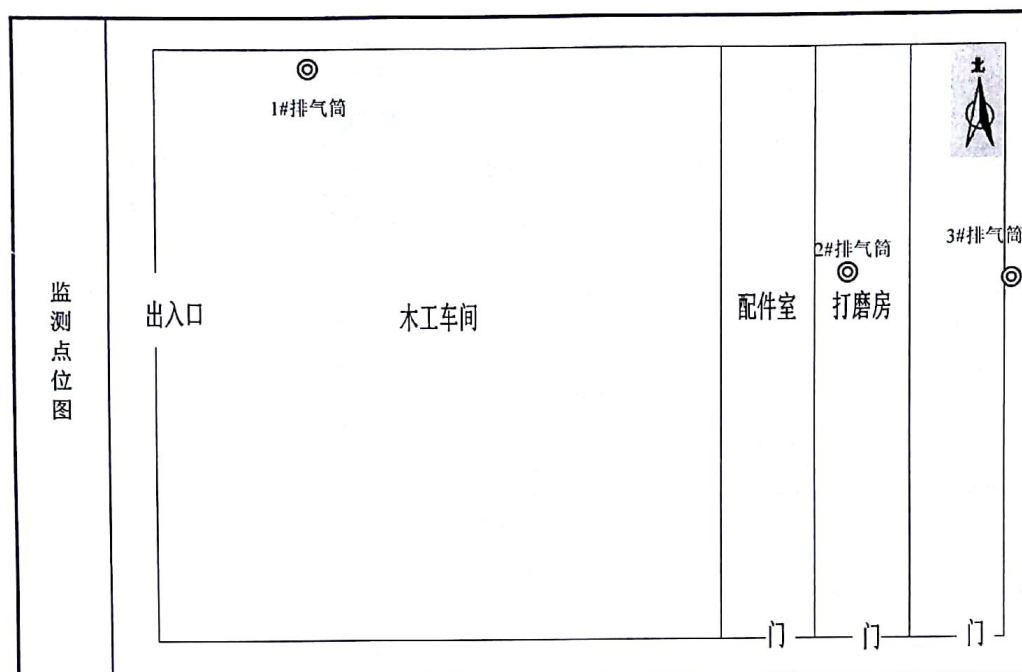 监测点位图
北
1#排气筒
2#排气筒
3#排气筒
出入口
木工车间
配件室
打磨房
门
门
门